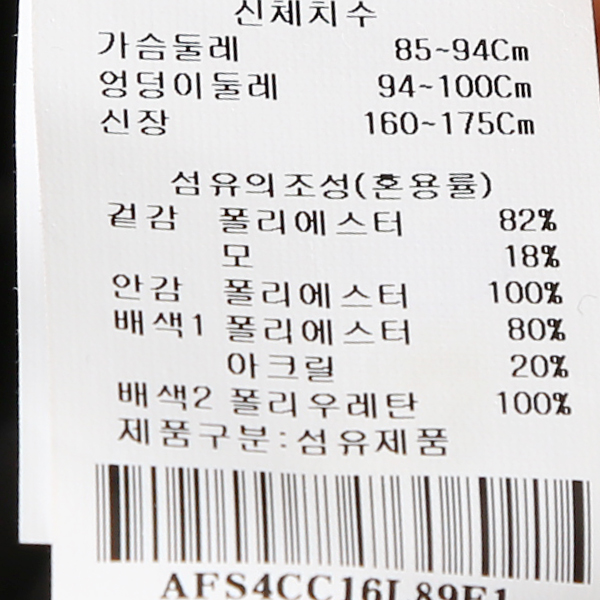 신체치수
가슴둘레 85~94Cm
엉덩이둘레 94~100Cm
신장 160~175Cm
섬유의조성(혼용률)
겉감 폴리에스터 82%
모 18%
안감 폴리에스터 100%
배색1 폴리에스터 80%
아크릴 20%
배색2 폴리우레탄 100%
제품구분:섬유제품